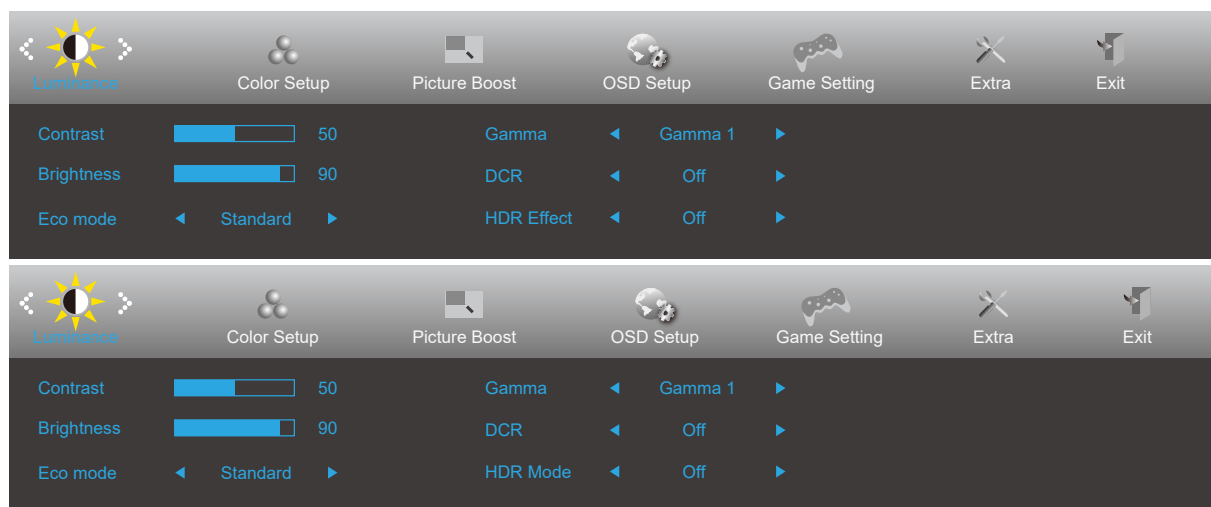 Luminance Color Setup Picture Boost OSD Setup Game Setting Extra Exit
Contrast 50 Gamma Gamma 1
Brightness 90 DCR Off
Eco mode Standard HDR Effect Off
Luminance Color Setup Picture Boost OSD Setup Game Setting Extra Exit
Contrast 50 Gamma Gamma 1
Brightness 90 DCR Off
Eco mode Standard HDR Mode Off